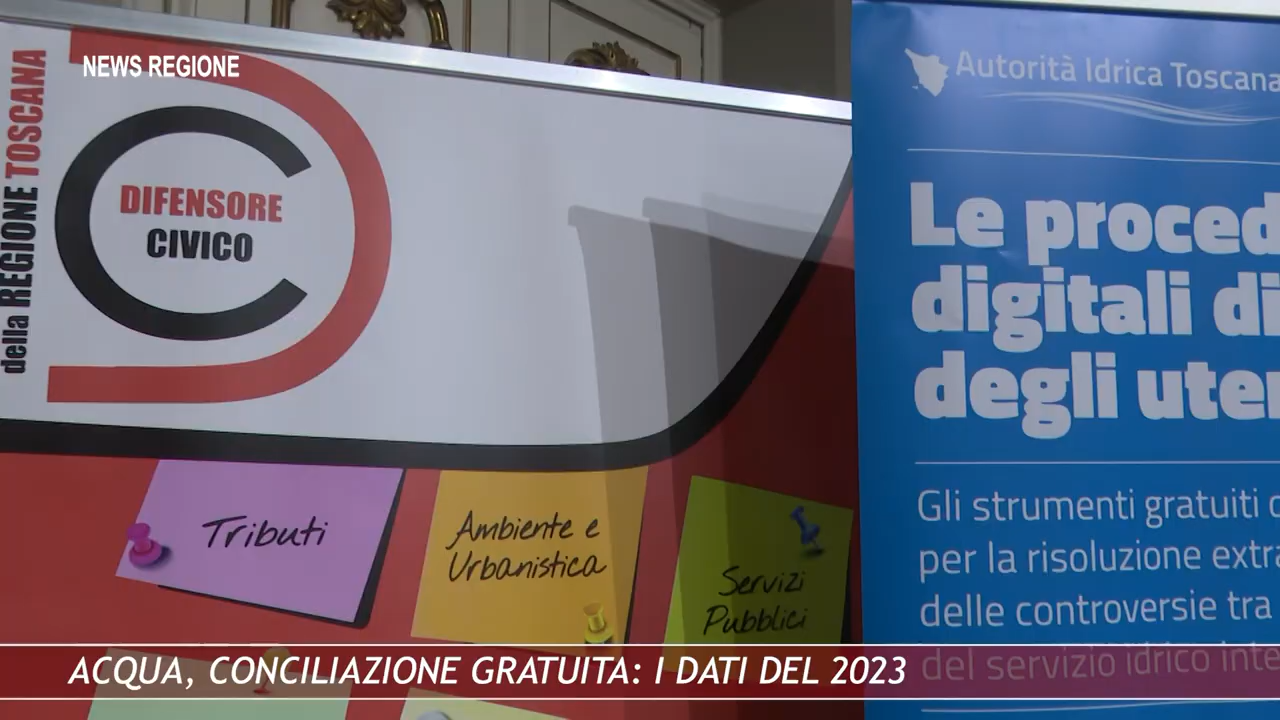 NEWS REGIONE
della REGIONE TOSCANA
DIFENSORE
CIVICO
Tributi
Ambiente e
Urbanistica
Servizi
Pubblici
Autorità Idrica Toscana
Le proced
digitali di
degli uten
Gli strumenti gratuiti
per la risoluzione extra
delle controversie tra
del servizio idrico inte
ACQUA, CONCILIAZIONE GRATUITA: I DATI DEL 2023